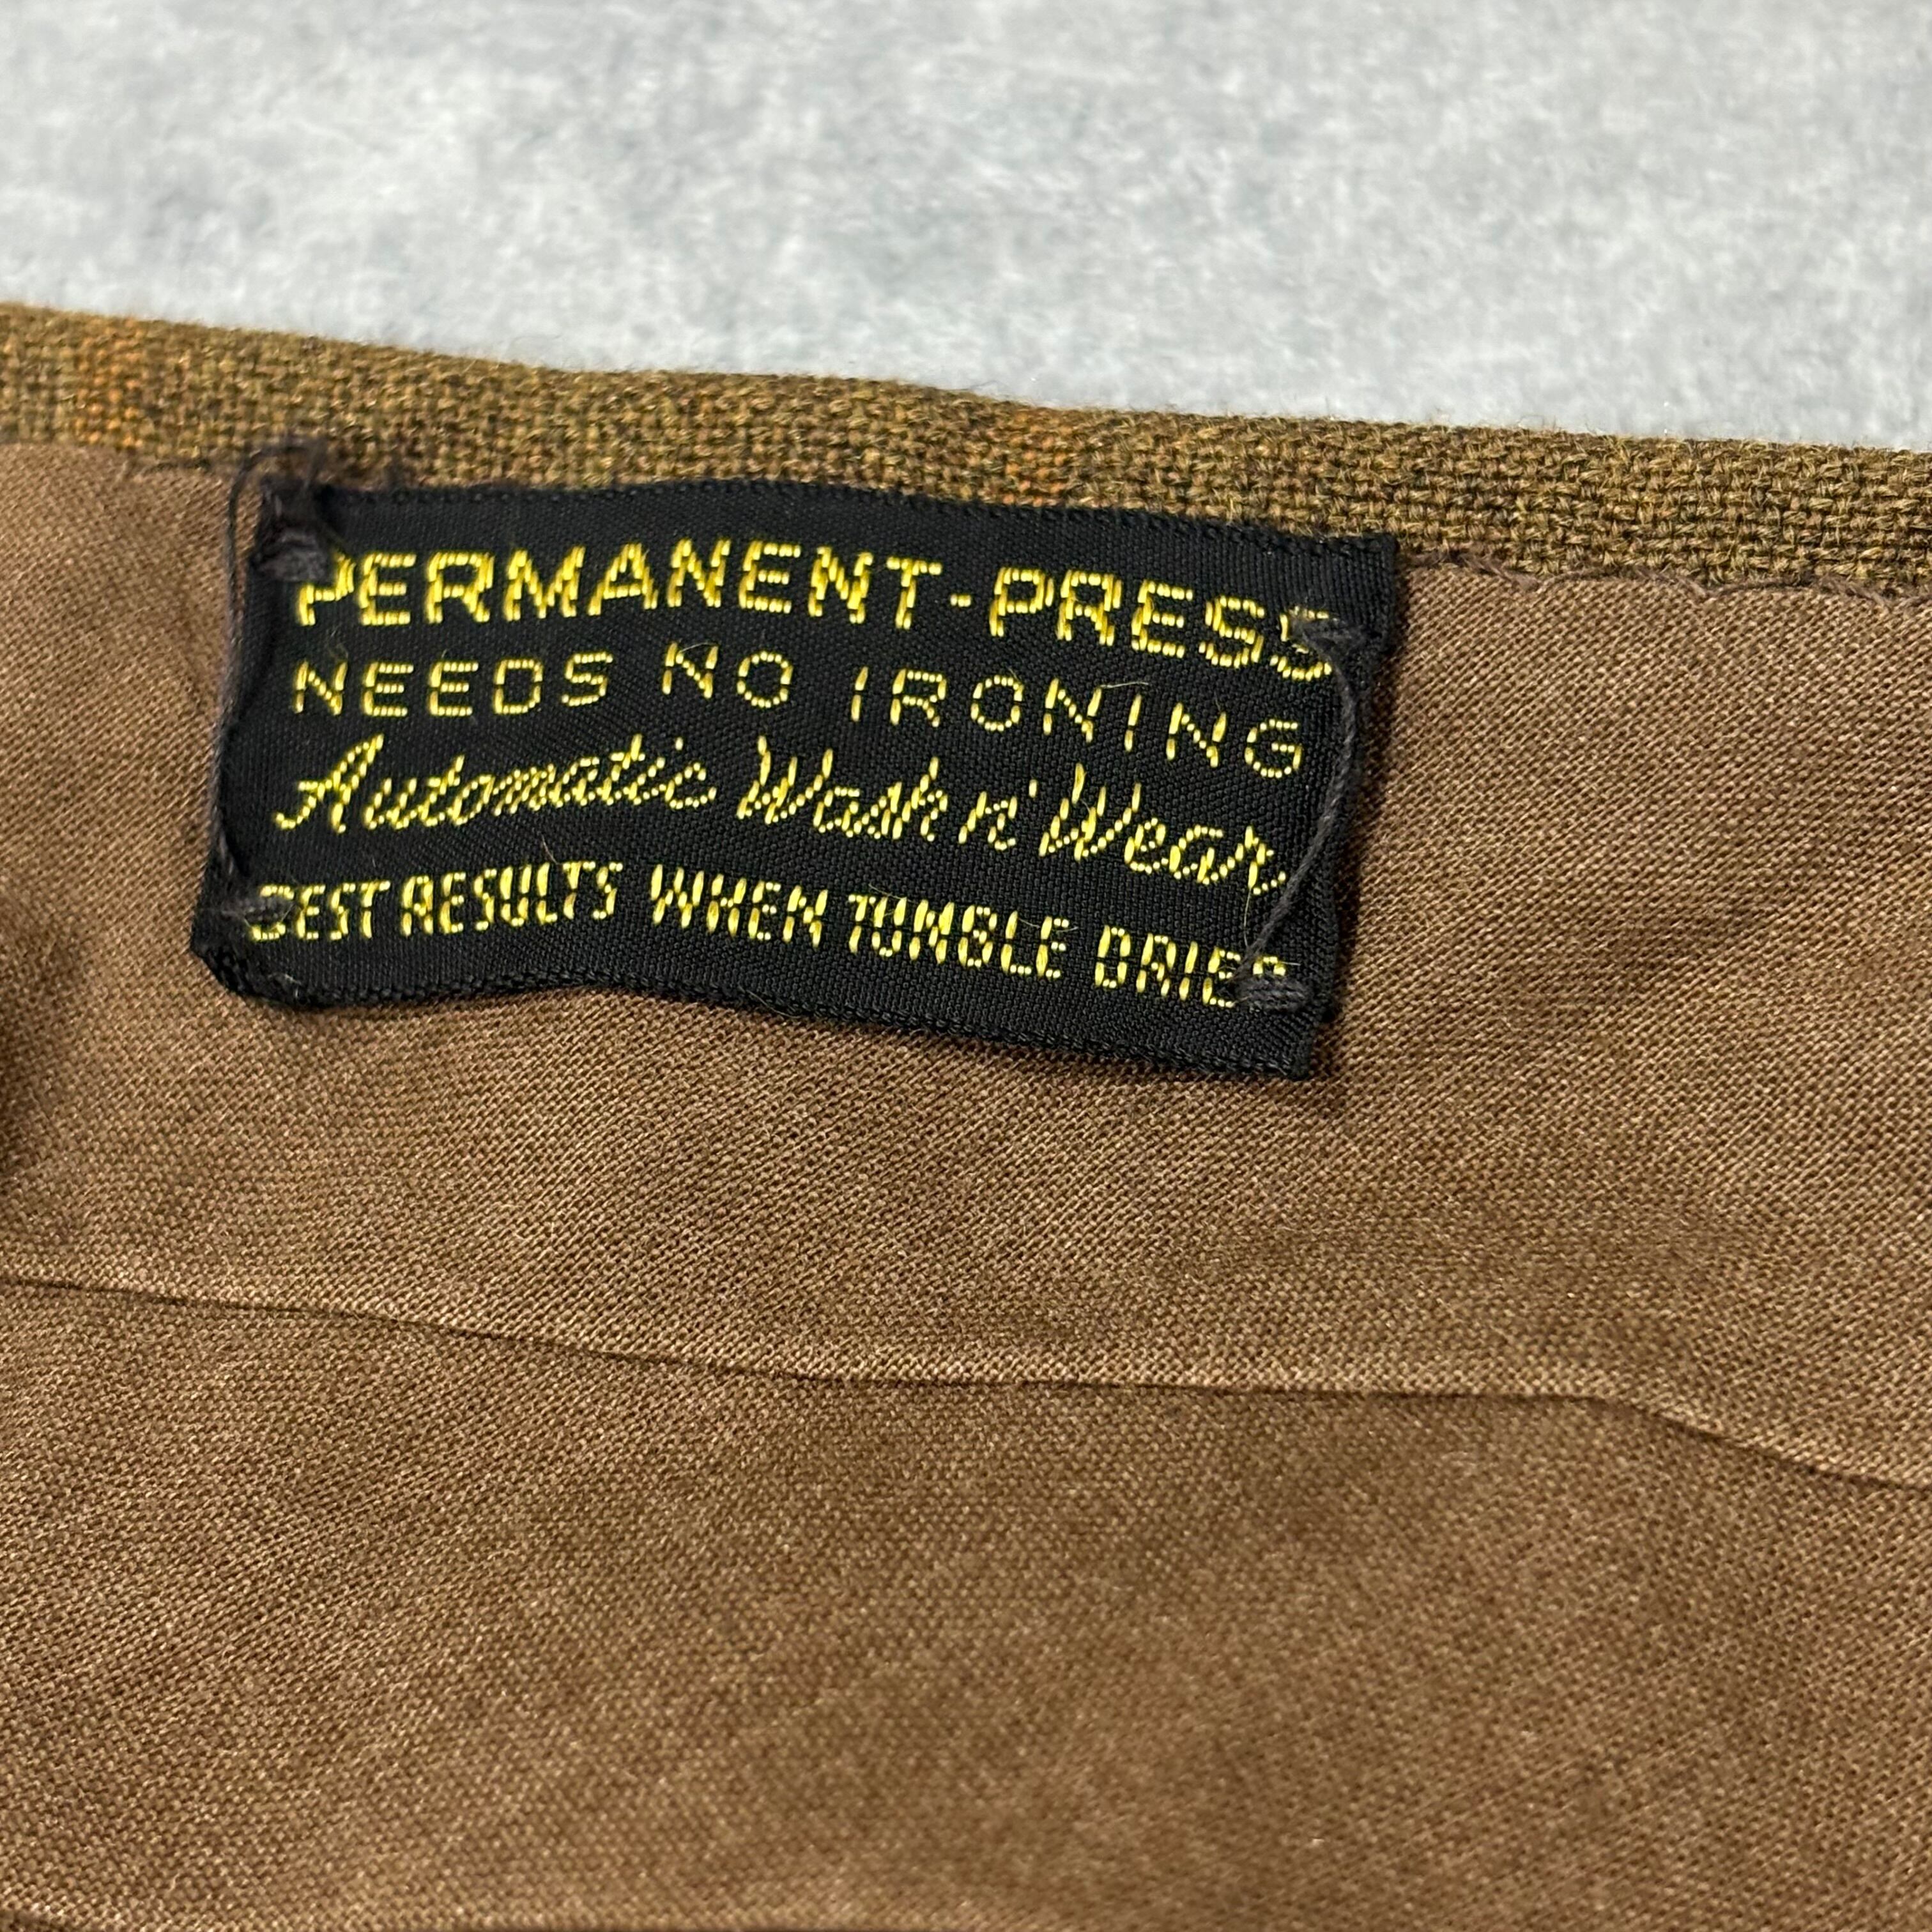 PERMANENT-PRESS
NEEDS NO IRONING
Automatic Wash n' Wear
BEST RESULTS WHEN TUMBLE DRIED